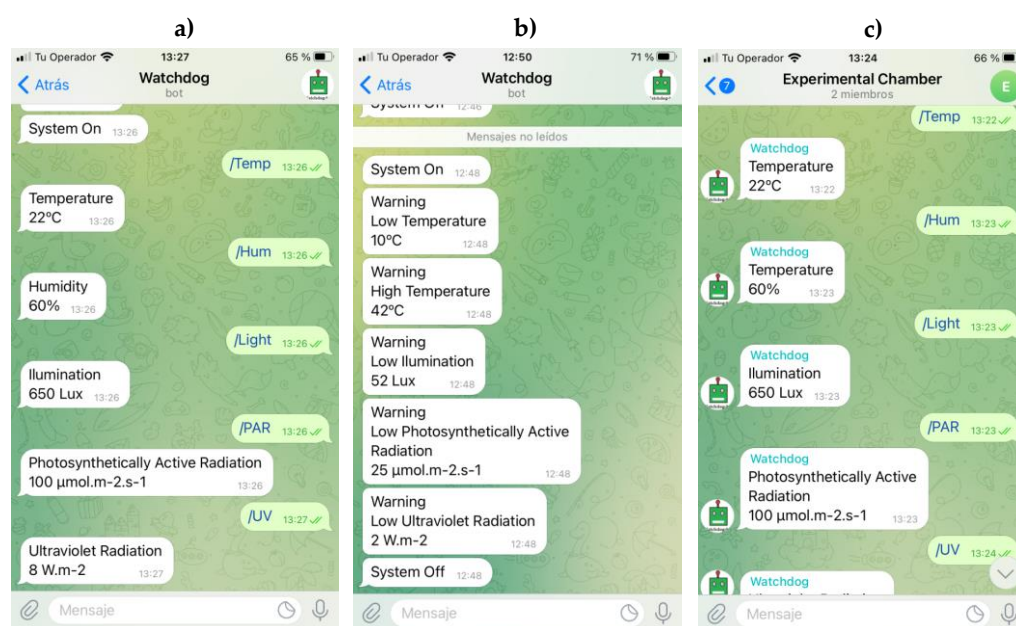 a)
Tu Operador 13:27 65 %
Atrás Watchdog
bot
System On 13:26
/Temp 13:26
Temperature
22ºC 13:26
/Hum 13:26
Humidity
60% 13:26
/Light 13:26
Ilumination
650 Lux 13:26
/PAR 13:26
Photosynthetically Active Radiation
100 µmol.m-2.s-1 13:26
/UV 13:27
Ultraviolet Radiation
8 W.m-2 13:27
Mensaje
b)
Tu Operador 12:50 71 %
Atrás Watchdog
bot
System Off 12:46
Mensajes no leídos
System On 12:48
Warning
Low Temperature
10ºC 12:48
Warning
High Temperature
42ºC 12:48
Warning
Low Ilumination
52 Lux 12:48
Warning
Low Photosynthetically Active
Radiation
25 µmol.m-2.s-1 12:48
Warning
Low Ultraviolet Radiation
2 W.m-2 12:48
System Off 12:48
Mensaje
c)
Tu Operador 13:24 66 %
7 Experimental Chamber E
2 miembros
/Temp 13:22
Watchdog
Temperature
22ºC 13:22
/Hum 13:23
Watchdog
Temperature
60% 13:23
/Light 13:23
Watchdog
Ilumination
650 Lux 13:23
/PAR 13:23
Watchdog
Photosynthetically Active
Radiation
100 µmol.m-2.s-1 13:23
/UV 13:24
Watchdog
Mensaje